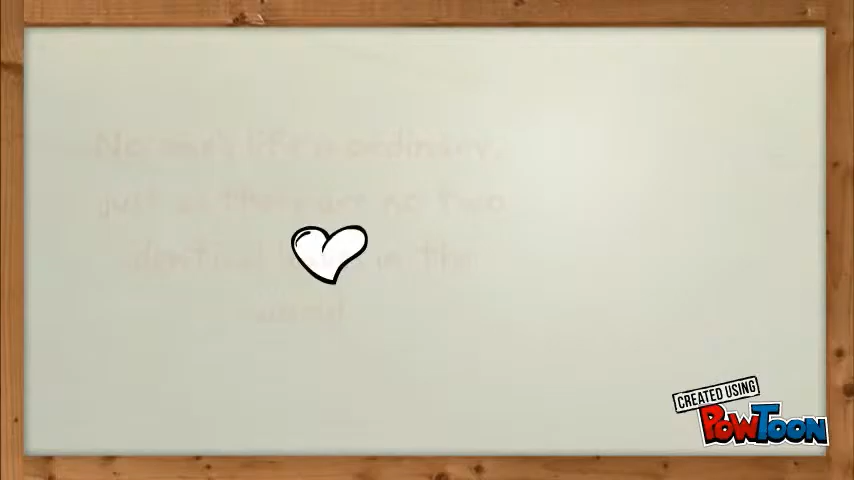 No one's life is ordinary,
just as there are no two
identical in the
world
CREATED USING
POWTOON